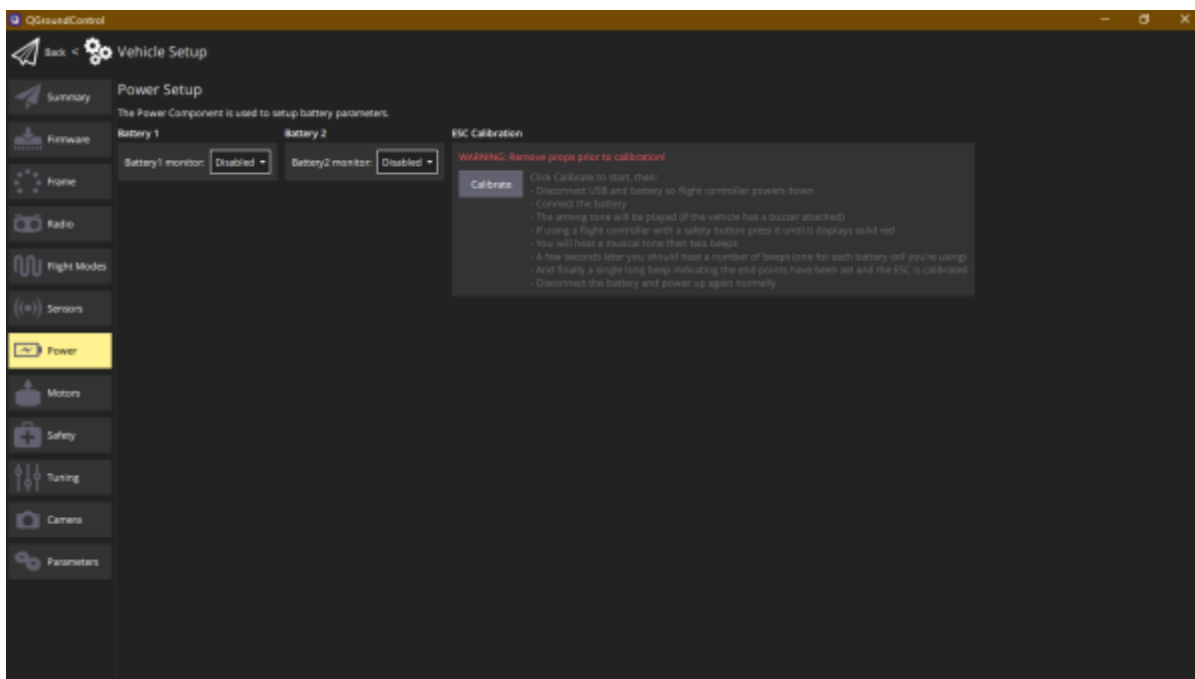 QGroundControl
Back < Vehicle Setup
Summary
Firmware
Frame
Radio
Flight Modes
Sensors
Power
Motors
Safety
Tuning
Camera
Parameters
Power Setup
The Power Component is used to setup battery parameters.
Battery 1
Battery1 monitor: Disabled
Battery 2
Battery2 monitor: Disabled
ESC Calibration
WARNING: Remove props prior to calibration!
Calibrate
Click Calibrate to start, then:
- Disconnect USB and battery so flight controller powers down
- Connect the battery
- The arming tone will be played (if the vehicle has a buzzer attached)
- If using a flight controller with a safety button press it until it displays solid red
- You will hear a musical tone then two beeps
- A few seconds later you should hear a number of beeps (one for each battery cell you're using)
- And finally a single long beep indicating the end points have been set and the ESC is calibrated
- Disconnect the battery and power up again normally